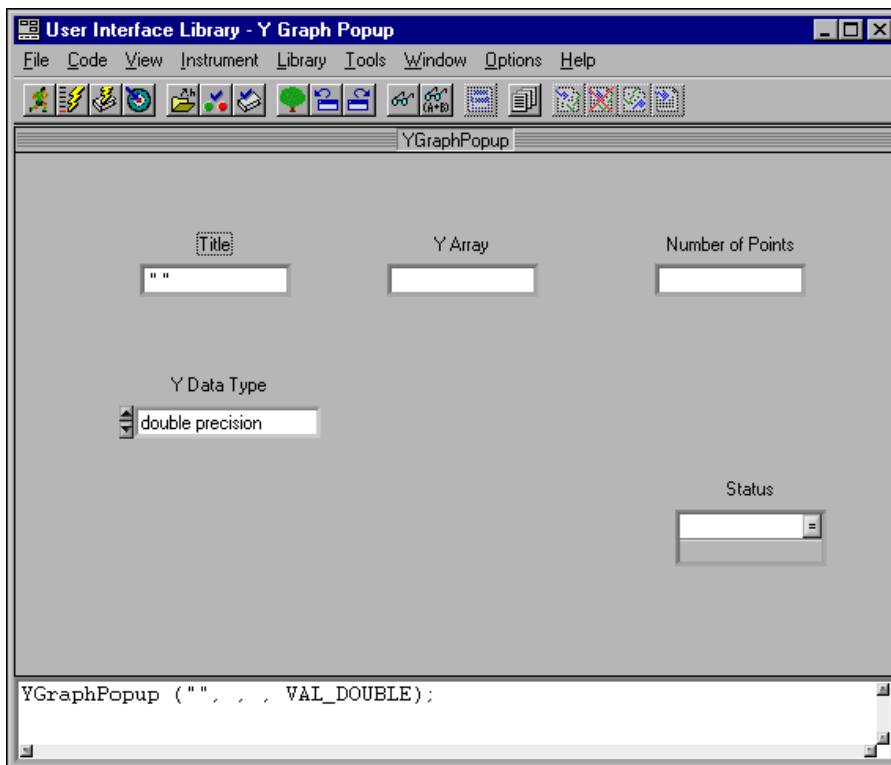 User Interface Library - Y Graph Popup
File Code View Instrument Library Tools Window Options Help
YGraphPopup
Title Y Array Number of Points
" "
Y Data Type
double precision
Status
=
YGraphPopup ("", , , VAL_DOUBLE);